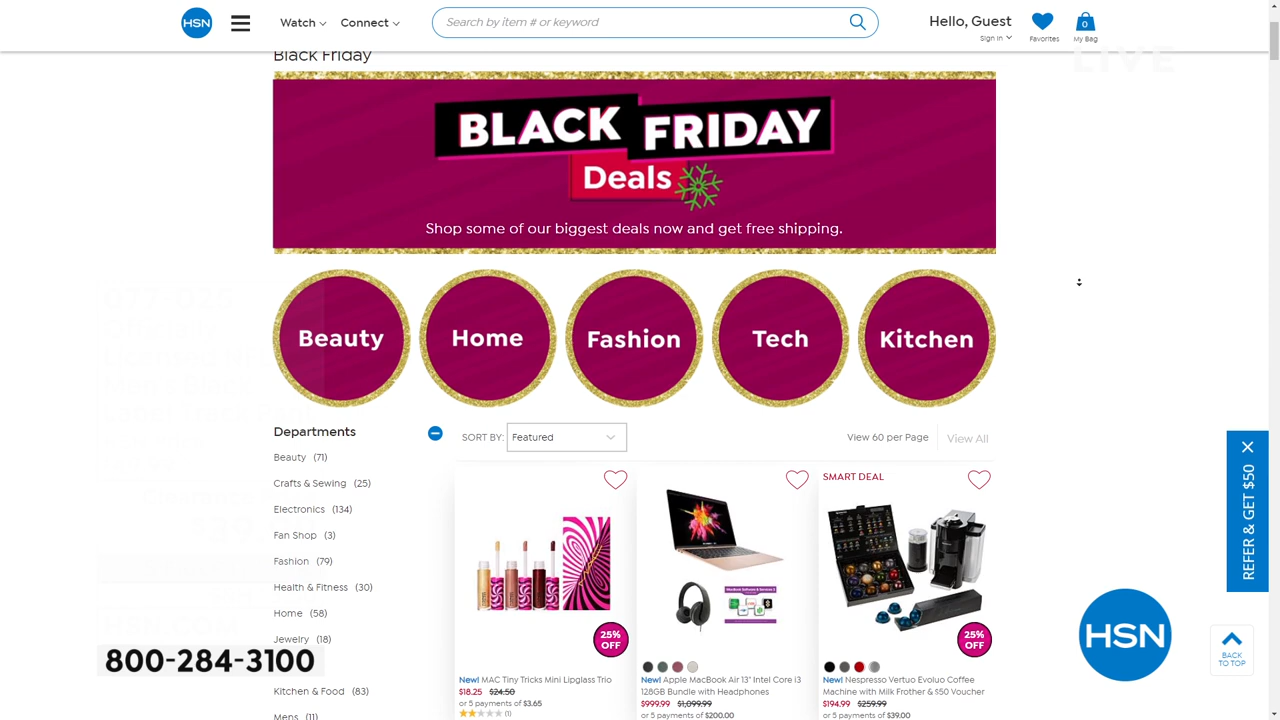 HSN
Watch
Connect
Search by item # or keyword
Hello, Guest
Sign In
Favorites
0
My Bag
LIVE
Black Friday
BLACK FRIDAY
Deals
Shop some of our biggest deals now and get free shipping.
Beauty
Home
Fashion
Tech
Kitchen
Departments
SORT BY: Featured
View 60 per Page
View All
Beauty (71)
Crafts & Sewing (25)
Electronics (134)
Fan Shop (3)
Fashion (79)
Health & Fitness (30)
Home (58)
Jewelry (18)
800-284-3100
Kitchen & Food (83)
Mens (11)
25% OFF
New! MAC Tiny Tricks Mini Lipglass Trio
$18.25 $24.50
or 5 payments of $3.65
(1)
New! Apple MacBook Air 13" Intel Core i3
128GB Bundle with Headphones
$999.99 $1,099.99
or 5 payments of $200.00
SMART DEAL
25% OFF
New! Nespresso Vertuo Evoluo Coffee
Machine with Milk Frother & $50 Voucher
$194.99 $259.99
or 5 payments of $39.00
REFER & GET $50
HSN
BACK
TO TOP